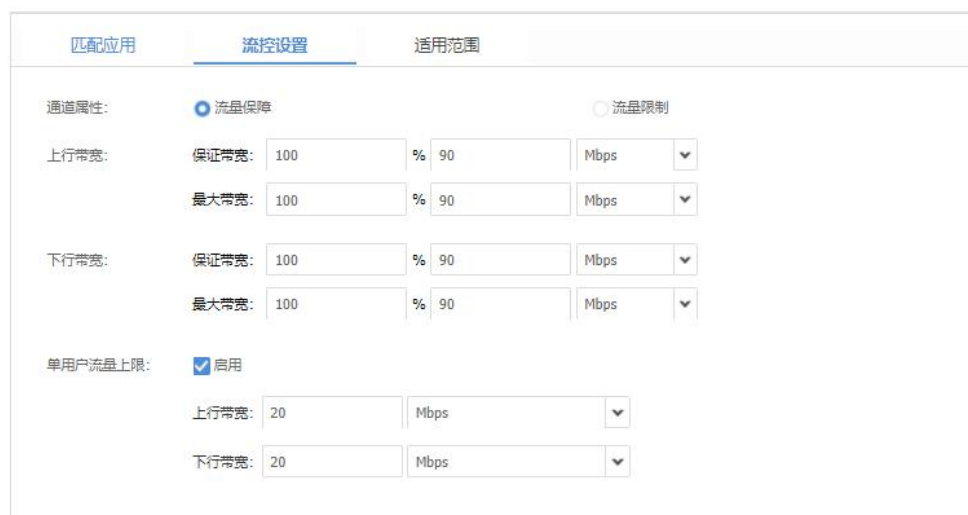 匹配应用 流控设置 适用范围
通道属性: 流量保障 流量限制
上行带宽: 保证带宽: 100 % 90 Mbps
最大带宽: 100 % 90 Mbps
下行带宽: 保证带宽: 100 % 90 Mbps
最大带宽: 100 % 90 Mbps
单用户流量上限: 启用
上行带宽: 20 Mbps
下行带宽: 20 Mbps